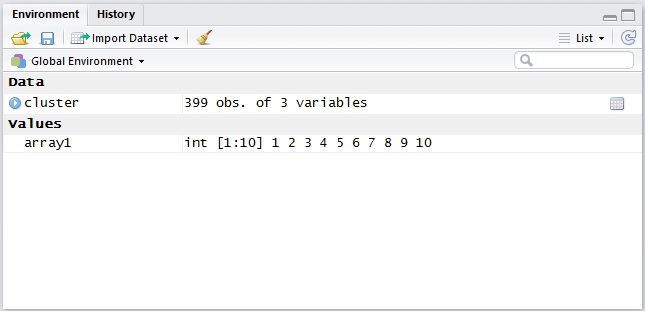 Environment History
Import Dataset List
Global Environment
Data
cluster 399 obs. of 3 variables
Values
array1 int [1:10] 1 2 3 4 5 6 7 8 9 10